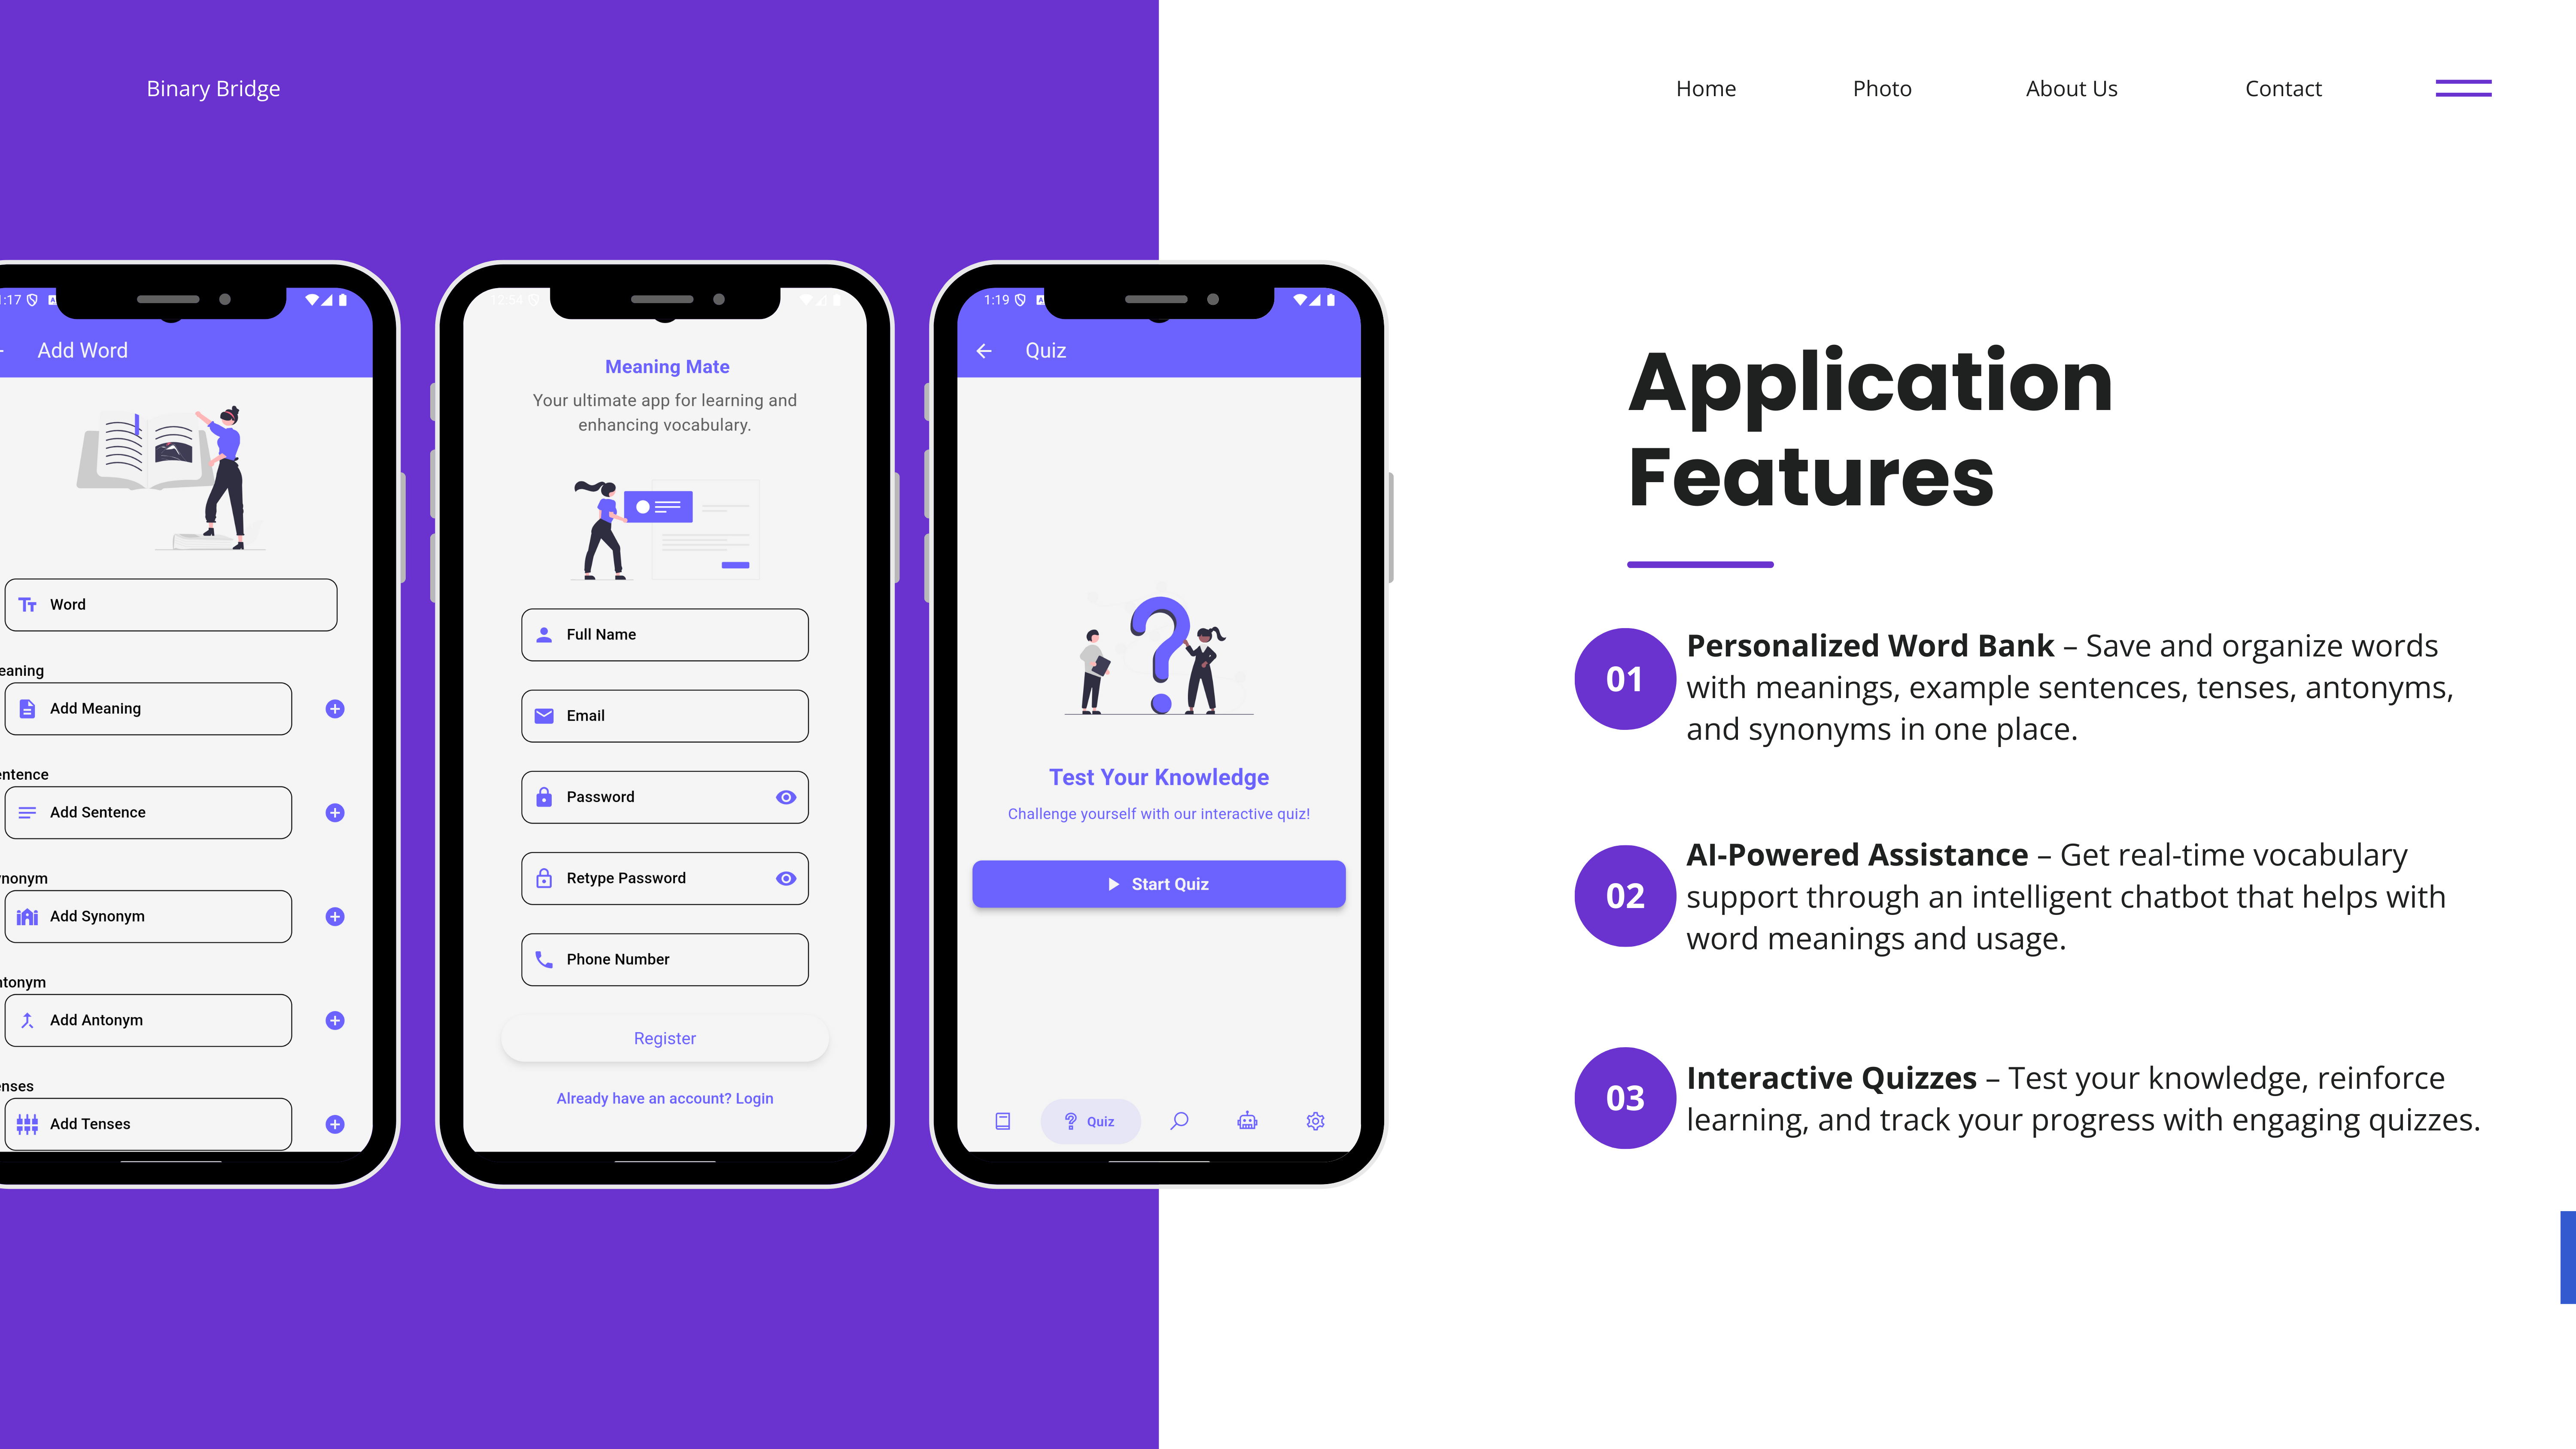 Binary Bridge
Home
Photo
About Us
Contact
:17
Add Word
Word
eaning
Add Meaning
entence
Add Sentence
nonym
Add Synonym
ntonym
Add Antonym
enses
Add Tenses
12:54
Meaning Mate
Your ultimate app for learning and
enhancing vocabulary.
Full Name
Email
Password
Retype Password
Phone Number
Register
Already have an account? Login
1:19
Quiz
Test Your Knowledge
Challenge yourself with our interactive quiz!
Start Quiz
Quiz
Application
Features
01
Personalized Word Bank – Save and organize words
with meanings, example sentences, tenses, antonyms,
and synonyms in one place.
02
AI-Powered Assistance – Get real-time vocabulary
support through an intelligent chatbot that helps with
word meanings and usage.
03
Interactive Quizzes – Test your knowledge, reinforce
learning, and track your progress with engaging quizzes.